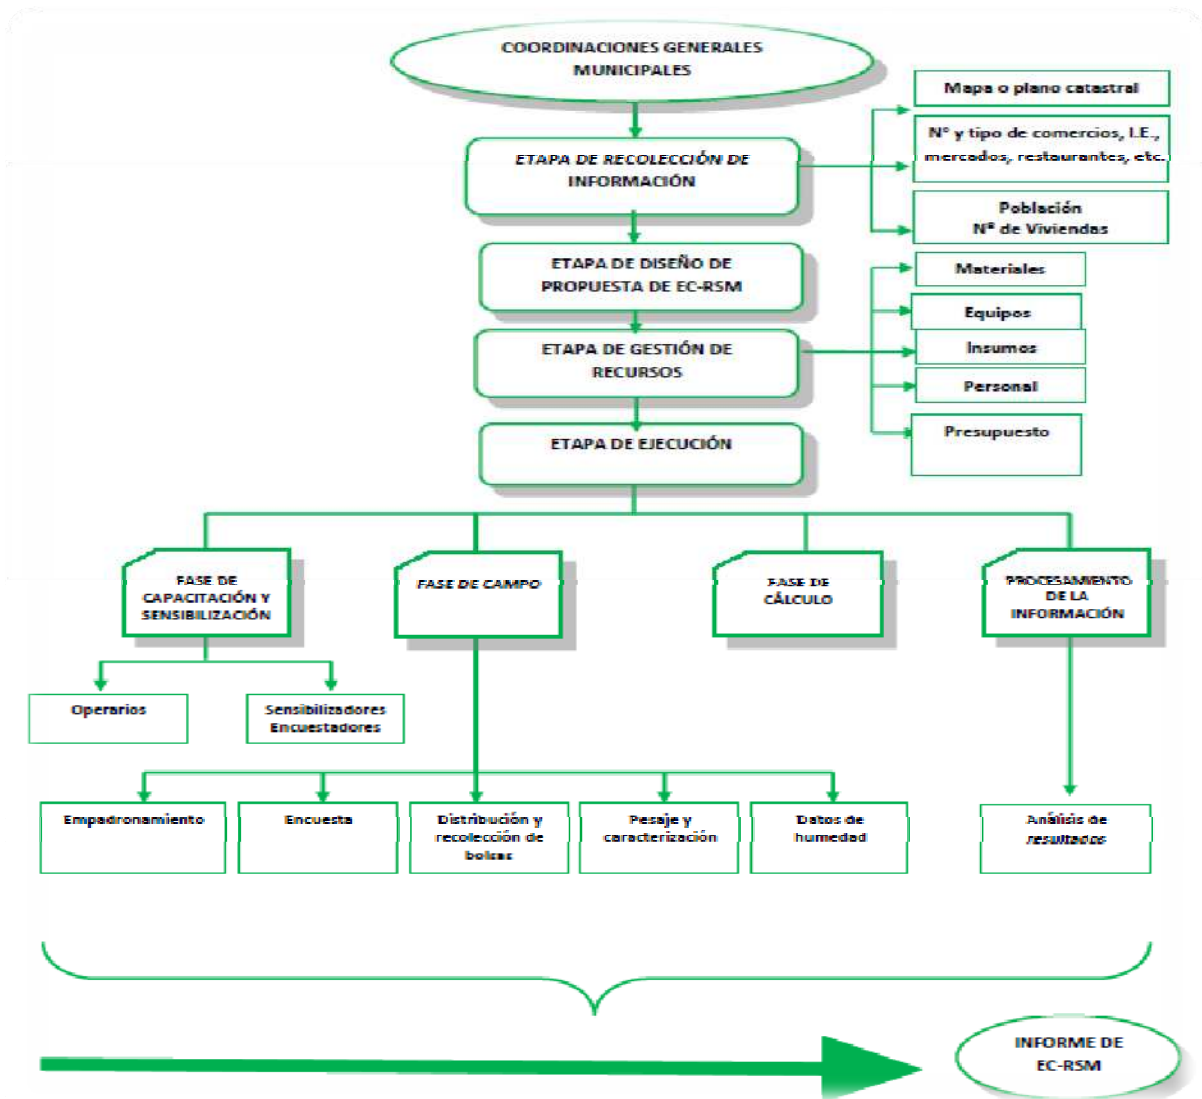 COORDINACIONES GENERALES
MUNICIPALES
Mapa o plano catastral
ETAPA DE RECOLECCIÓN DE
INFORMACIÓN
N° y tipo de comercios, I.E.,
mercados, restaurantes, etc.
Población
Nº de Viviendas
ETAPA DE DISEÑO DE
PROPUESTA DE EC-RSM
Materiales
Equipos
ETAPA DE GESTIÓN DE
RECURSOS
Insumos
Personal
Presupuesto
ETAPA DE EJECUCIÓN
FASE DE
CAPACITACIÓN Y
SENSIBILIZACIÓN
FASE DE CAMPO
FASE DE
CÁLCULO
PROCESAMIENTO
DE LA
INFORMACIÓN
Operarios
Sensibilizadores
Encuestadores
Empadronamiento
Encuesta
Distribución y
recolección de
bolsas
Pesaje y
caracterización
Datos de
humedad
Análisis de
resultados
INFORME DE
EC-RSM